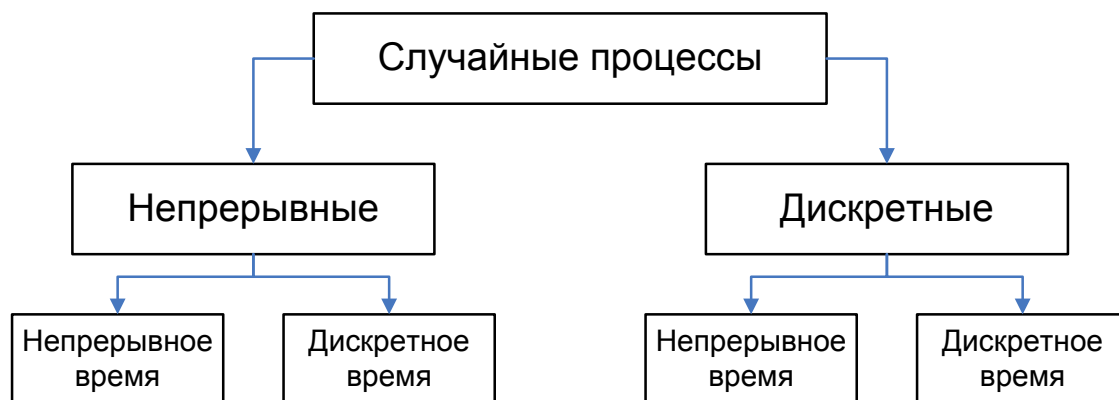 Случайные процессы
Непрерывные
Дискретные
Непрерывное
время
Дискретное
время
Непрерывное
время
Дискретное
время